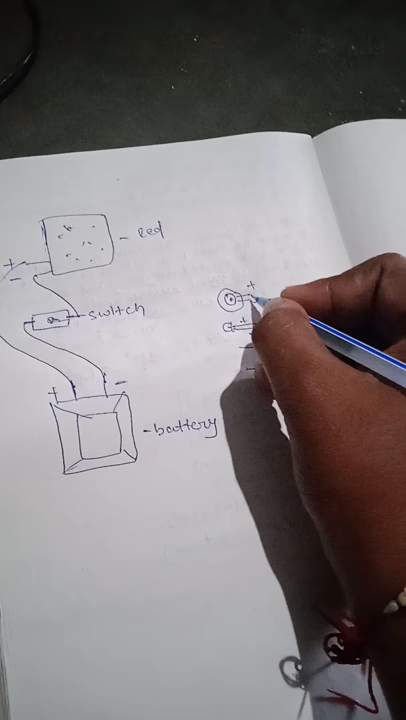 - led
+
-
- switch
+ -
- battery
+
+
-
-